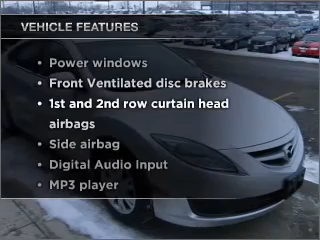 VEHICLE FEATURES
• Power windows
• Front Ventilated disc brakes
• 1st and 2nd row curtain head
airbags
• Side airbag
• Digital Audio Input
• MP3 player